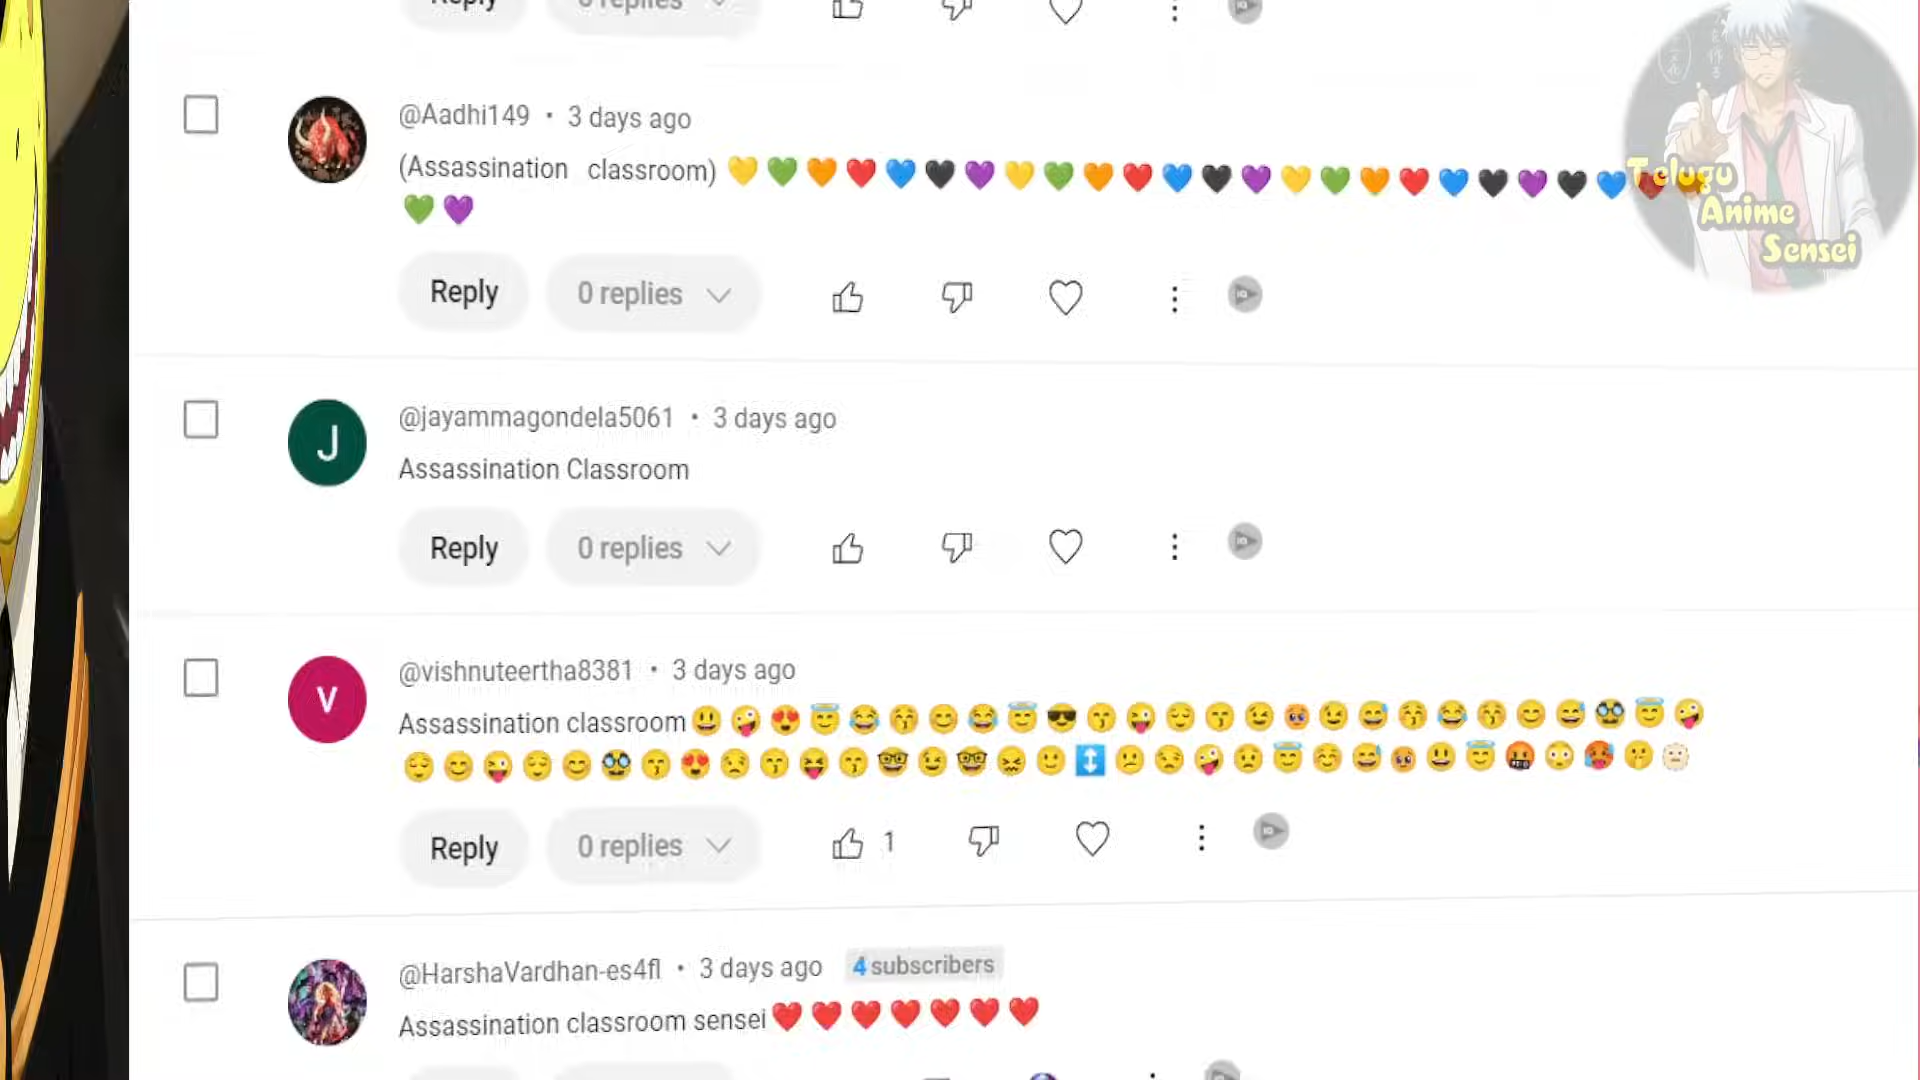 Reply 0 replies
@Aadhi149 • 3 days ago
(Assassination classroom) 💛💚🧡❤️💙🖤💜💛💚🧡❤️💙🖤💜💛💚🧡❤️💙🖤💜🖤💙❤️🧡
💚💜
Reply 0 replies
Telugu
Anime
Sensei
J
@jayammagondela5061 • 3 days ago
Assassination Classroom
Reply 0 replies
V
@vishnuteertha8381 • 3 days ago
Assassination classroom😃🤪😍😇😂😚😊😂😇😎😙😜😌😙😉🥺😉😅😚😂😚😊😅🥸😇🤪
😌😊😜😌😊🥸😙😍😟😙😝😙🤓😉🤓😖🙂↕️😕😒🤪😟😇☺️😅🥺😃😇🤬😳🥵🤫😶
Reply 0 replies 1
@HarshaVardhan-es4fl • 3 days ago 4 subscribers
Assassination classroom sensei❤️❤️❤️❤️❤️❤️❤️